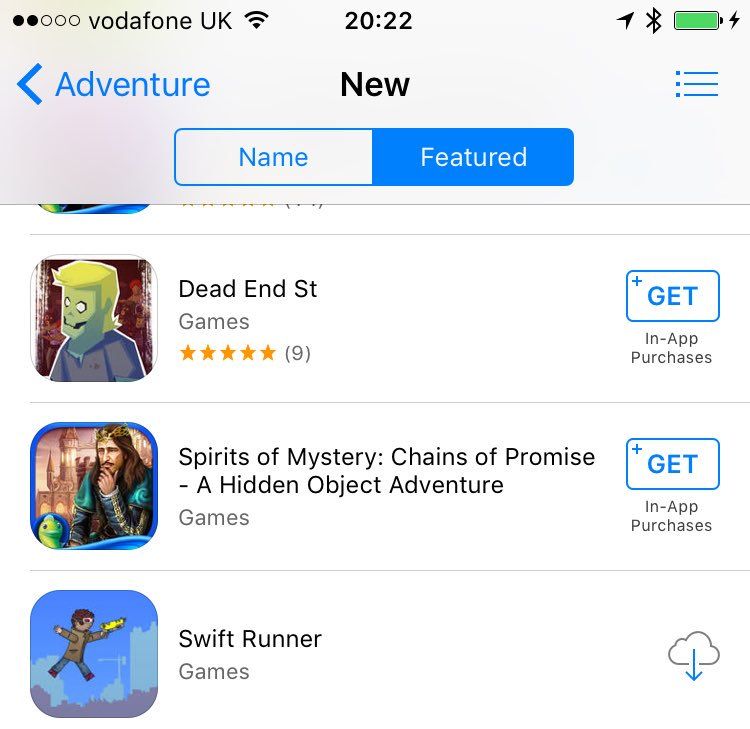 vodafone UK
20:22
Adventure
New
Name
Featured
Dead End St
Games
(9)
+ GET
In-App
Purchases
Spirits of Mystery: Chains of Promise
- A Hidden Object Adventure
Games
+ GET
In-App
Purchases
Swift Runner
Games